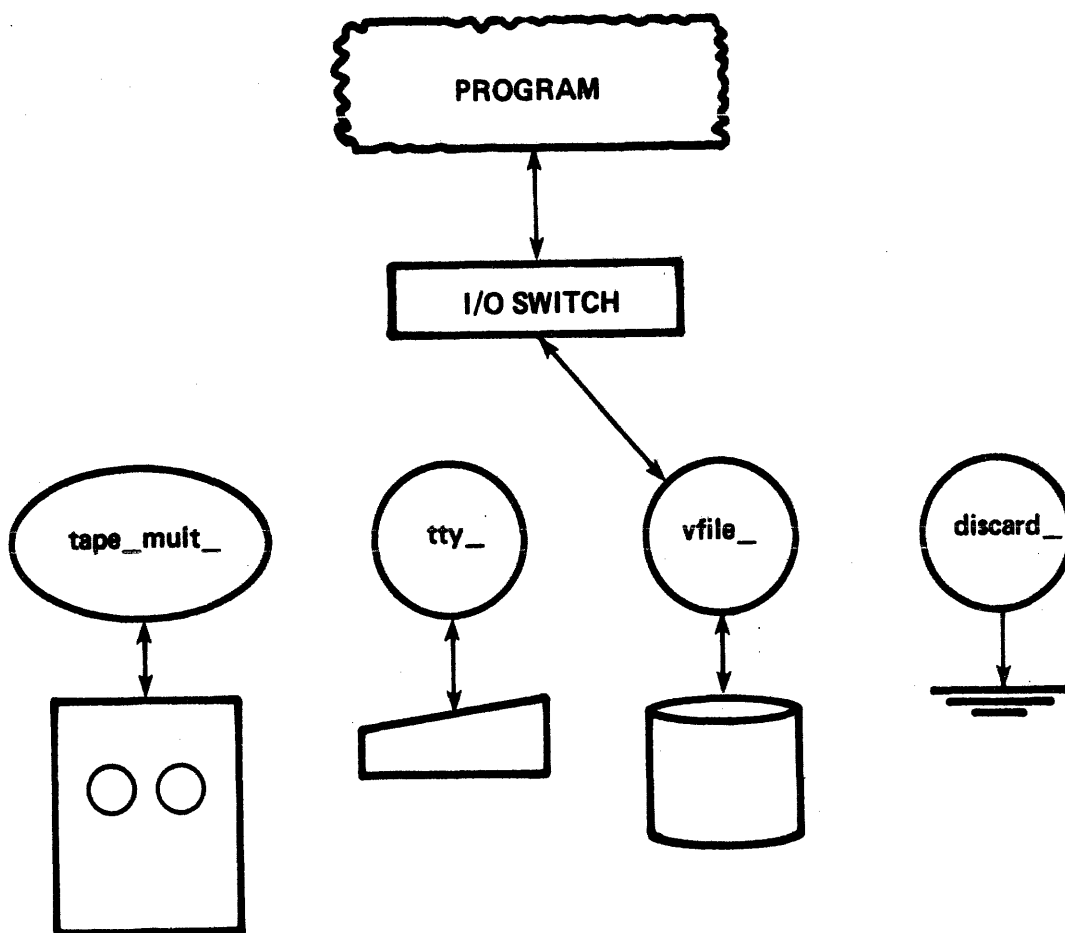 PROGRAM
I/O SWITCH
tape_mult_
tty_
vfile_
discard_